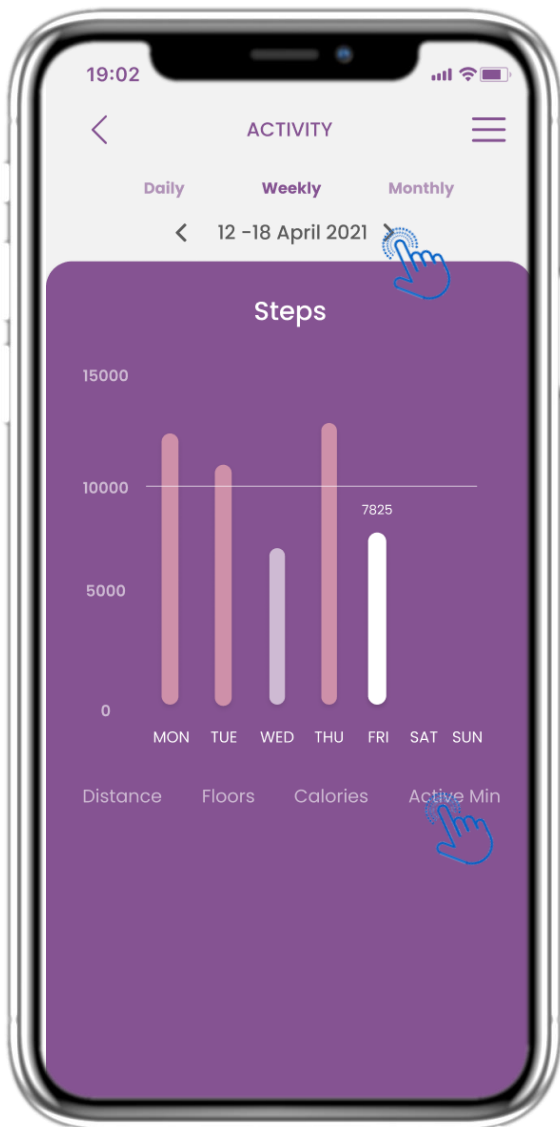 19:02
ACTIVITY
Daily Weekly Monthly
12 -18 April 2021
Steps
15000
10000
7825
5000
0
MON TUE WED THU FRI SAT SUN
Distance Floors Calories Active Min